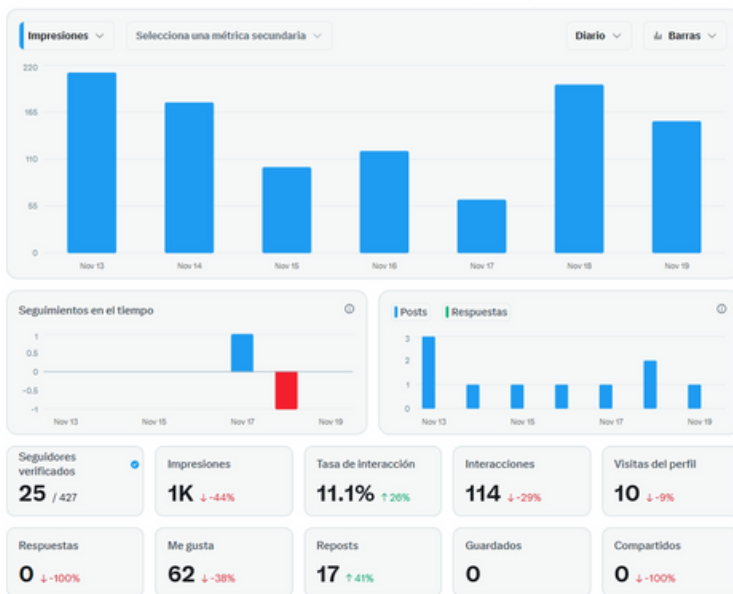 Impresiones Selecciona una métrica secundaria Diario Barras
220
165
110
55
0
Nov 13 Nov 14 Nov 15 Nov 16 Nov 17 Nov 18 Nov 19
Seguimientos en el tiempo
1
0.5
0
-0.5
-1
Nov 13 Nov 15 Nov 17 Nov 19
Posts Respuestas
3
2
1
0
Nov 13 Nov 15 Nov 17 Nov 19
Seguidores verificados
25 / 427
Impresiones
1K ↓-44%
Tasa de interacción
11.1% ↑26%
Interacciones
114 ↓-29%
Visitas del perfil
10 ↓-9%
Respuestas
0 ↓-100%
Me gusta
62 ↓-38%
Reposts
17 ↑41%
Guardados
0
Compartidos
0 ↓-100%